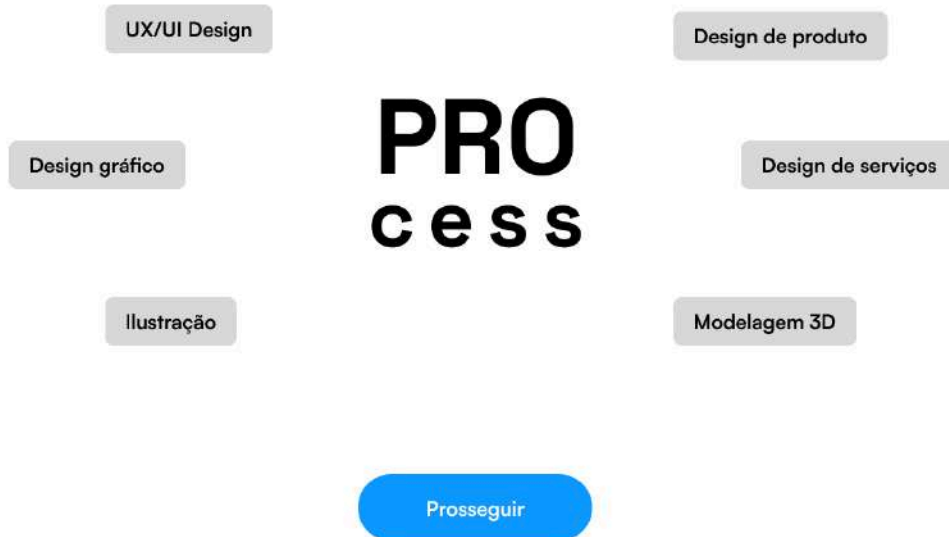 UX/UI Design
Design de produto
PRO
cess
Design gráfico
Design de serviços
Ilustração
Modelagem 3D
Prosseguir